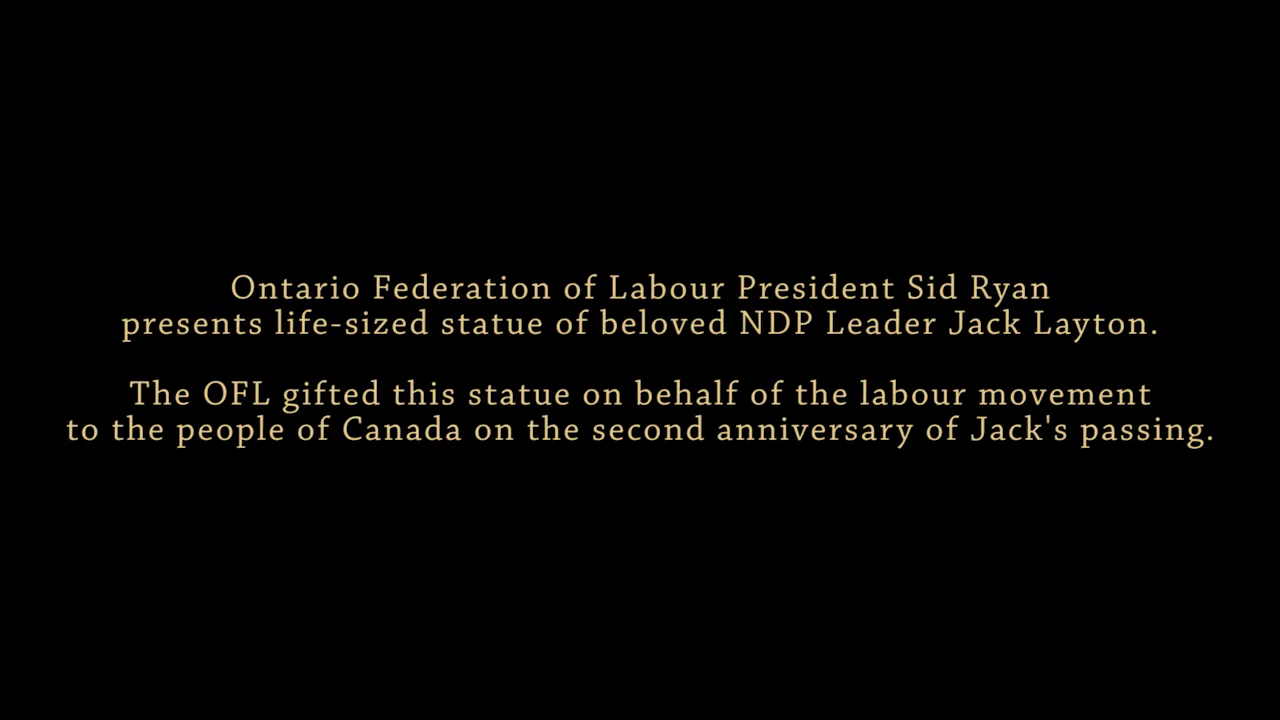 Ontario Federation of Labour President Sid Ryan
presents life-sized statue of beloved NDP Leader Jack Layton.
The OFL gifted this statue on behalf of the labour movement
to the people of Canada on the second anniversary of Jack's passing.